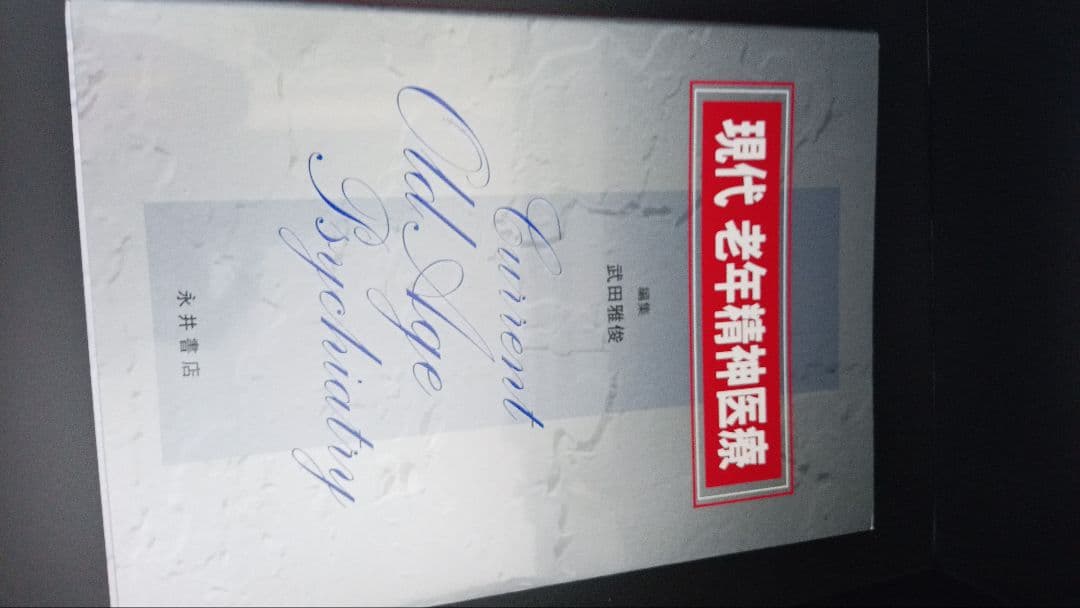 現代 老年精神医療
編集
武田雅俊
Current
Old Age
Psychiatry
永井書店